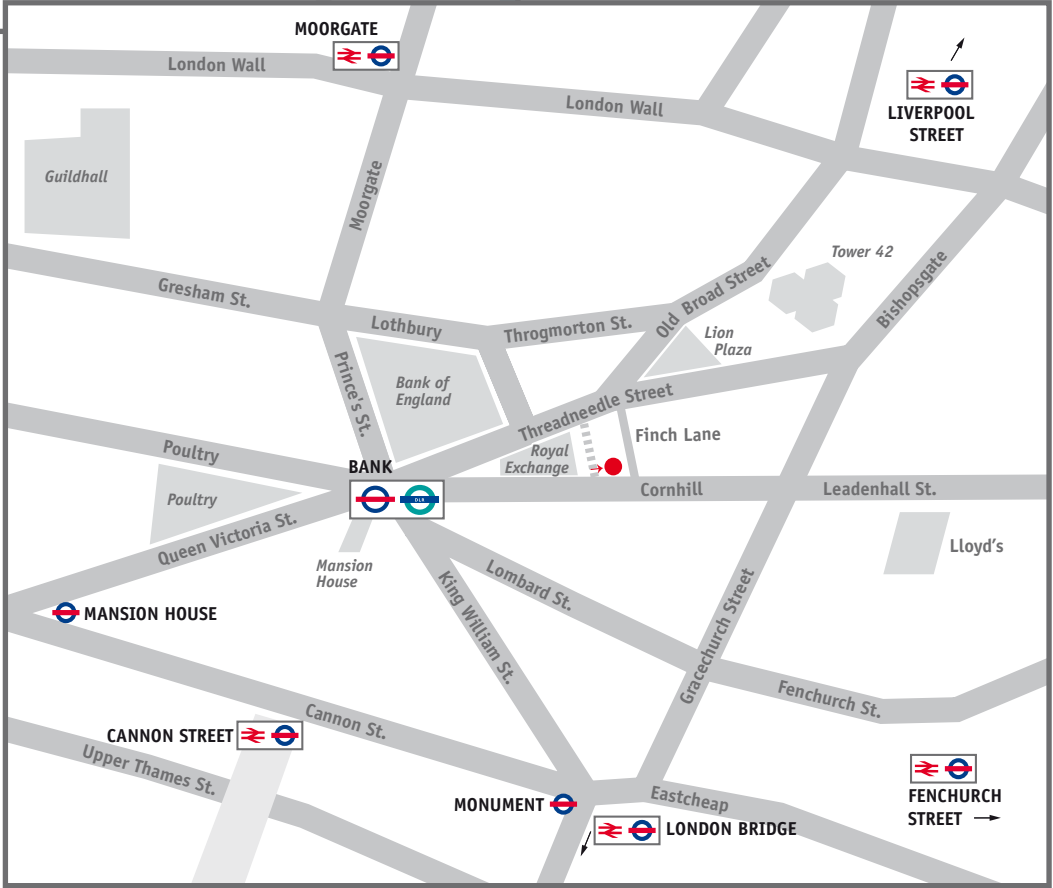 MOORGATE
London Wall
London Wall
LIVERPOOL
STREET
Guildhall
Moorgate
Tower 42
Gresham St.
Lothbury
Throgmorton St.
Old Broad Street
Bishopsgate
Lion
Plaza
Prince's St.
Bank of
England
Threadneedle Street
Finch Lane
Royal
Exchange
Poultry
BANK
Poultry
DLR
Cornhill
Leadenhall St.
Queen Victoria St.
Mansion
House
Lloyd's
Lombard St.
King William St.
Gracechurch Street
MANSION HOUSE
Fenchurch St.
Cannon St.
CANNON STREET
Upper Thames St.
MONUMENT
Eastcheap
LONDON BRIDGE
FENCHURCH
STREET